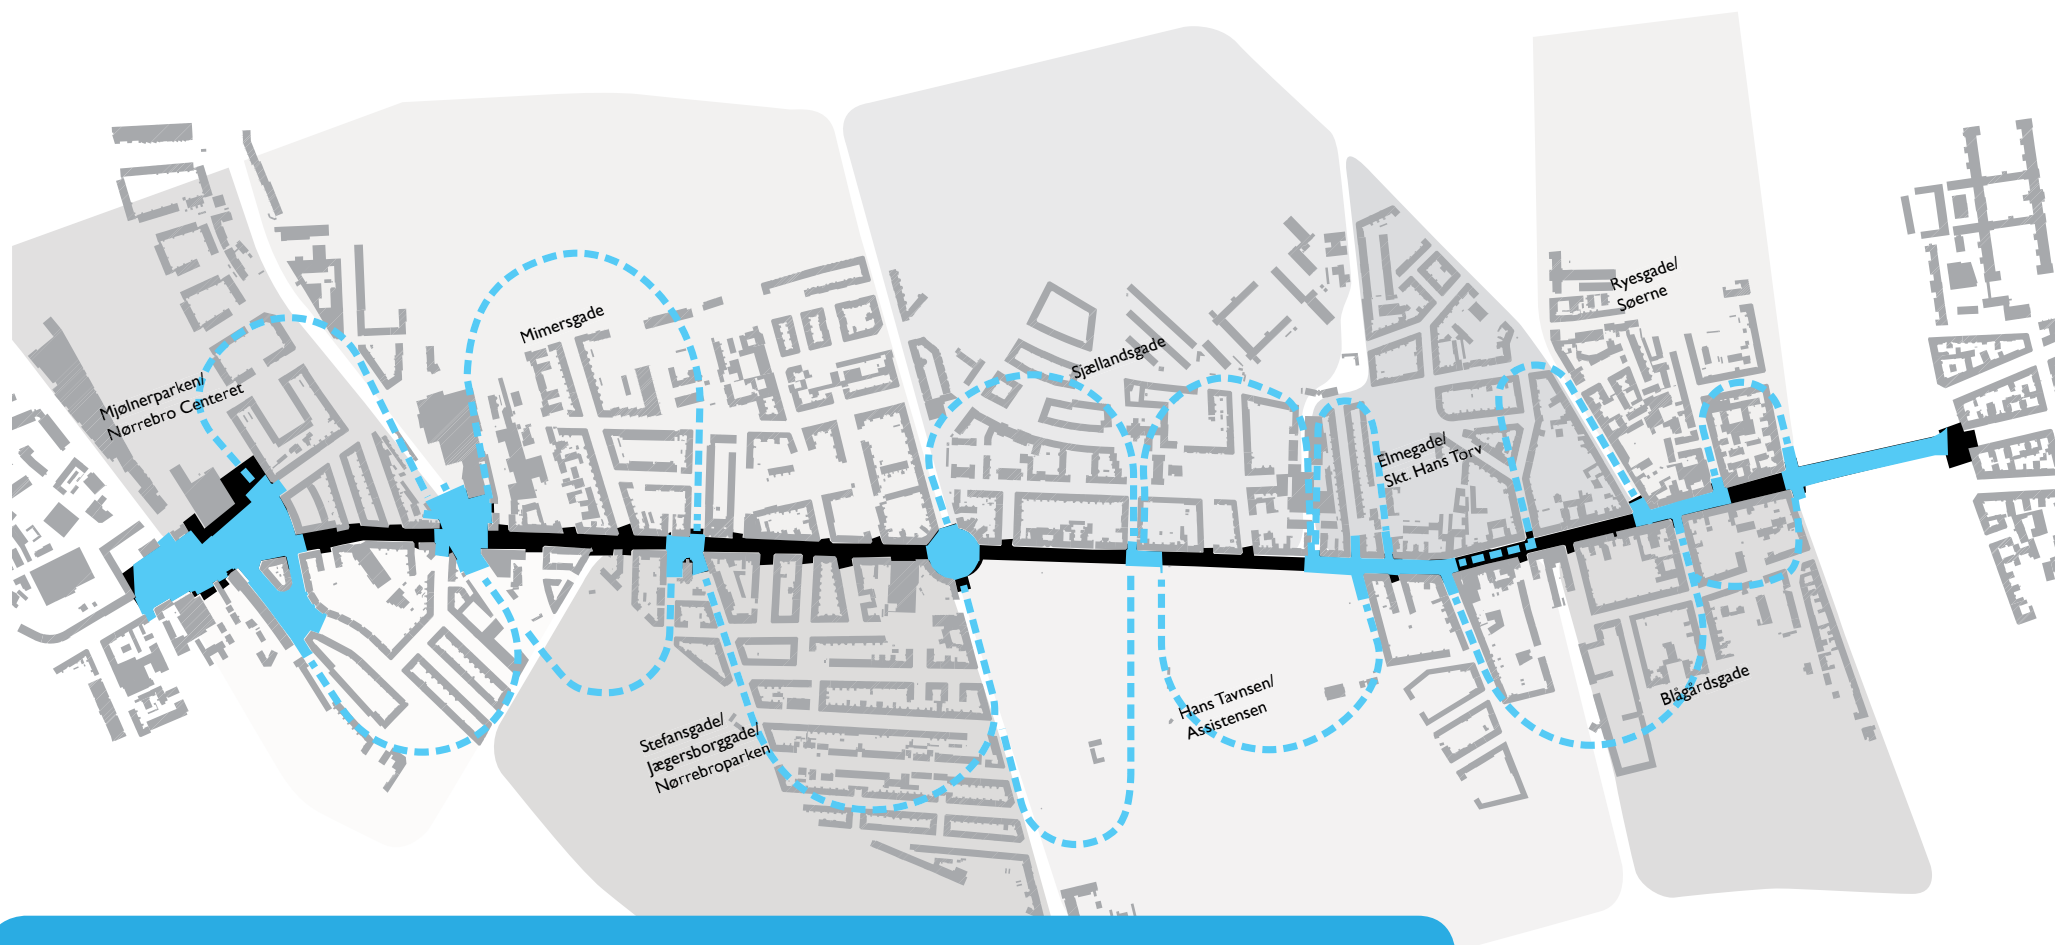 Mjølnerparken/
Nørrebro Centeret
Mimersgade
Stefansgade/
Jægersborggade/
Nørrebroparken
Sjællandsgade
Hans Tavnsen/
Assistensen
Elmegade/
Skt. Hans Torv
Ryesgade/
Søerne
Blågårdsgade